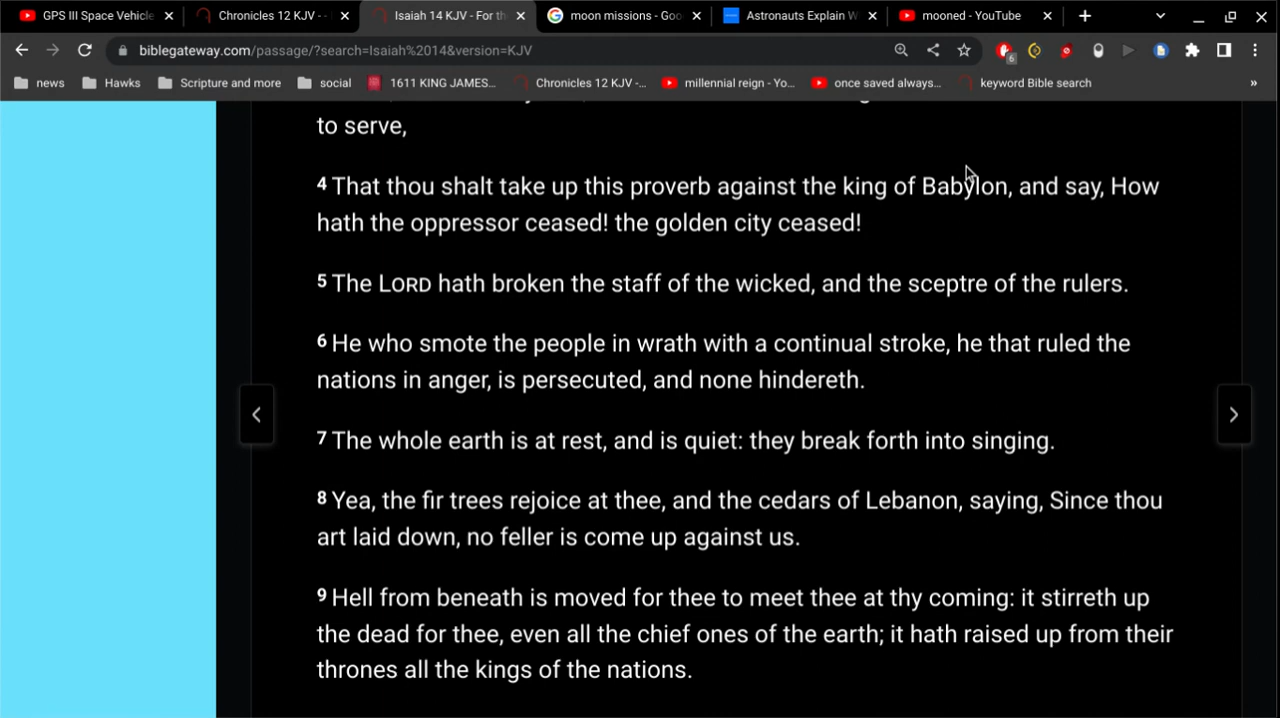 GPS III Space Vehicle
Chronicles 12 KJV - -
Isaiah 14 KJV - For th
moon missions - Goo
Astronauts Explain W
mooned - YouTube
biblegateway.com/passage/?search=Isaiah%2014&version=KJV
6
news
Hawks
Scripture and more
social
1611 KING JAMES...
Chronicles 12 KJV -...
millennial reign - Yo...
once saved always...
keyword Bible search
»
to serve,
4 That thou shalt take up this proverb against the king of Babylon, and say, How
hath the oppressor ceased! the golden city ceased!
5 The LORD hath broken the staff of the wicked, and the sceptre of the rulers.
6 He who smote the people in wrath with a continual stroke, he that ruled the
nations in anger, is persecuted, and none hindereth.
7 The whole earth is at rest, and is quiet: they break forth into singing.
8 Yea, the fir trees rejoice at thee, and the cedars of Lebanon, saying, Since thou
art laid down, no feller is come up against us.
9 Hell from beneath is moved for thee to meet thee at thy coming: it stirreth up
the dead for thee, even all the chief ones of the earth; it hath raised up from their
thrones all the kings of the nations.